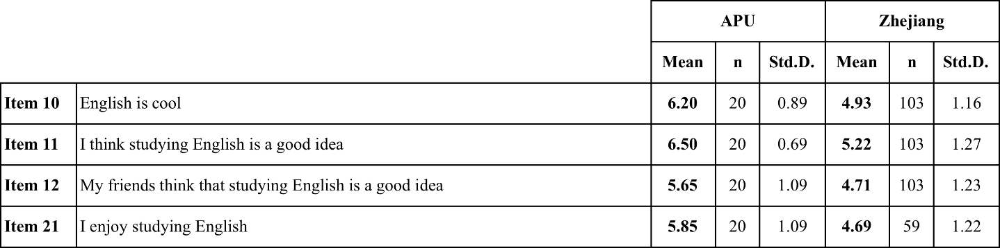 APU Zhejiang
Mean n Std.D. Mean n Std.D.
Item 10 English is cool 6.20 20 0.89 4.93 103 1.16
Item 11 I think studying English is a good idea 6.50 20 0.69 5.22 103 1.27
Item 12 My friends think that studying English is a good idea 5.65 20 1.09 4.71 103 1.23
Item 21 I enjoy studying English 5.85 20 1.09 4.69 59 1.22